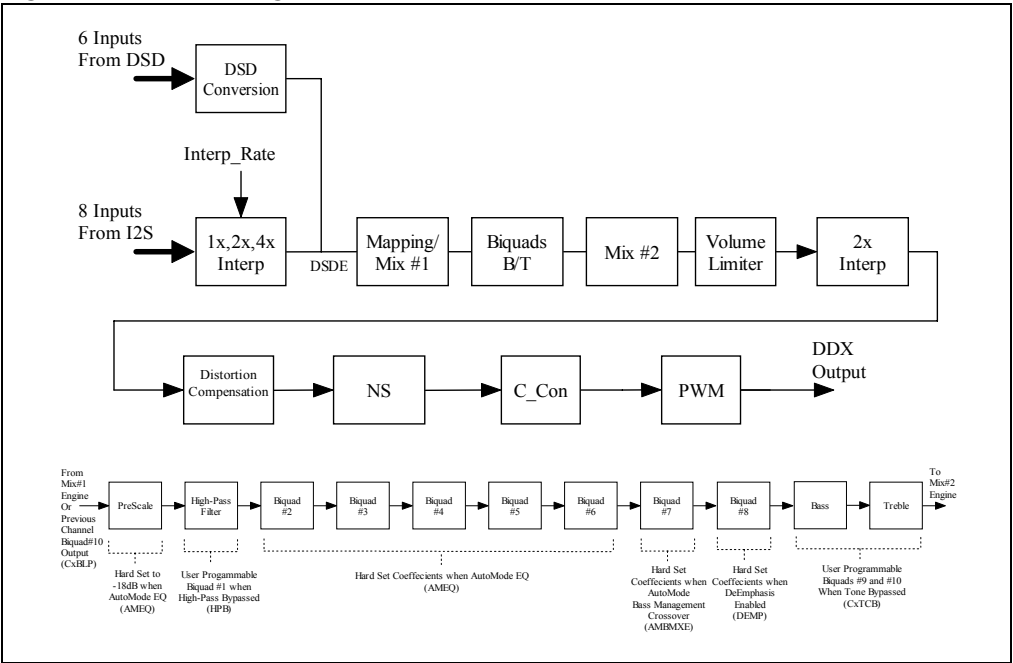 6 Inputs
From DSD
DSD
Conversion
Interp_Rate
8 Inputs
From I2S
1x,2x,4x
Interp
DSDE
Mapping/
Mix #1
Biquads
B/T
Mix #2
Volume
Limiter
2x
Interp
Distortion
Compensation
NS
C_Con
PWM
DDX
Output
From
Mix#1
Engine
Or
Previous
Channel
Biquad#10
Output
(CxBLP)
PreScale
High-Pass
Filter
Biquad
#2
Biquad
#3
Biquad
#4
Biquad
#5
Biquad
#6
Biquad
#7
Biquad
#8
Bass
Treble
To
Mix#2
Engine
Hard Set to
-18dB when
AutoMode EQ
(AMEQ)
User Progammable
Biquad #1 when
High-Pass Bypassed
(HPB)
Hard Set Coeffecients when AutoMode EQ
(AMEQ)
Hard Set
Coeffecients when
AutoMode
Bass Management
Crossover
(AMBMXE)
Hard Set
Coeffecients when
DeEmphasis
Enabled
(DEMP)
User Programmable
Biquads #9 and #10
When Tone Bypassed
(CxTCB)